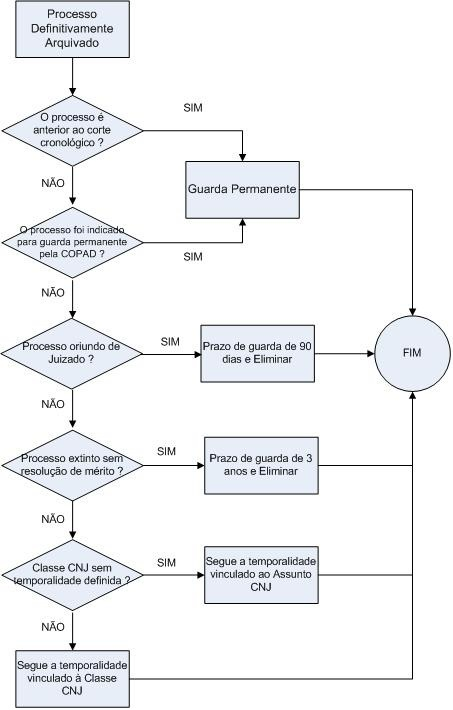 Processo
Definitivamente
Arquivado
SIM
O processo é
anterior ao corte
cronológico ?
NÃO
Guarda Permanente
O processo foi indicado
para guarda permanente
pela COPAD ?
SIM
NÃO
Processo oriundo de
Juizado ?
SIM
Prazo de guarda de 90
dias e Eliminar
FIM
NÃO
Processo extinto sem
resolução de mérito ?
SIM
Prazo de guarda de 3
anos e Eliminar
NÃO
Classe CNJ sem
temporalidade definida ?
SIM
Segue a temporalidade
vinculado ao Assunto
CNJ
NÃO
Segue a temporalidade
vinculado à Classe
CNJ